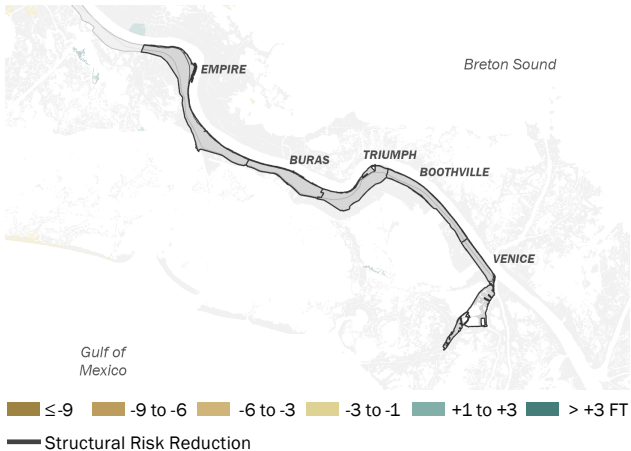 Breton Sound
EMPIRE
BURAS
TRIUMPH
BOOTHVILLE
VENICE
Gulf of
Mexico
≤ -9 -9 to -6 -6 to -3 -3 to -1 +1 to +3 > +3 FT
Structural Risk Reduction